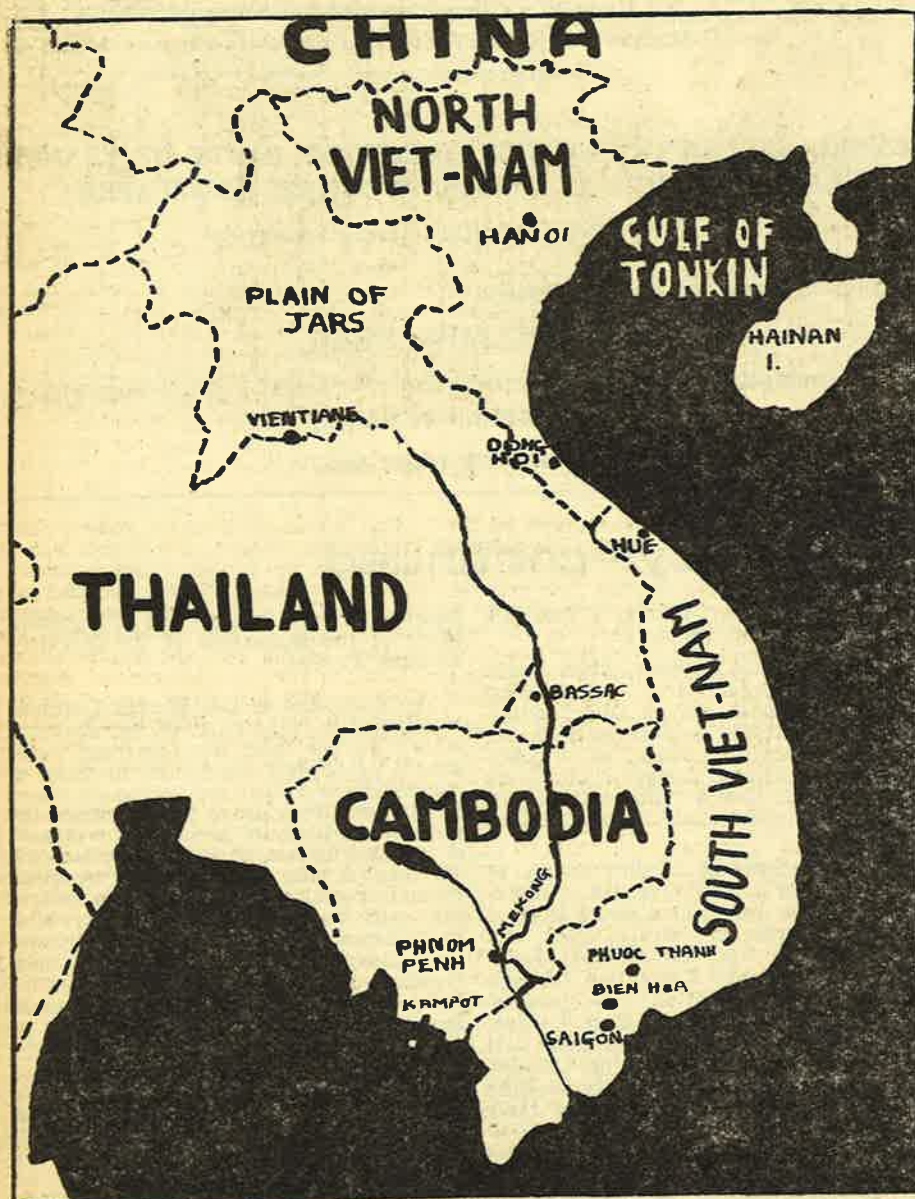 CHINA
NORTH
VIET-NAM
HANOI
GULF OF
TONKIN
PLAIN OF
JARS
HAINAN
I.
VIENTIANE
DONG
HOI
HUE
THAILAND
SOUTH VIET-NAM
BASSAC
CAMBODIA
MEKONG
PHNOM
PENH
PHUOC THANH
BIEN HOA
KAMPOT
SAIGON